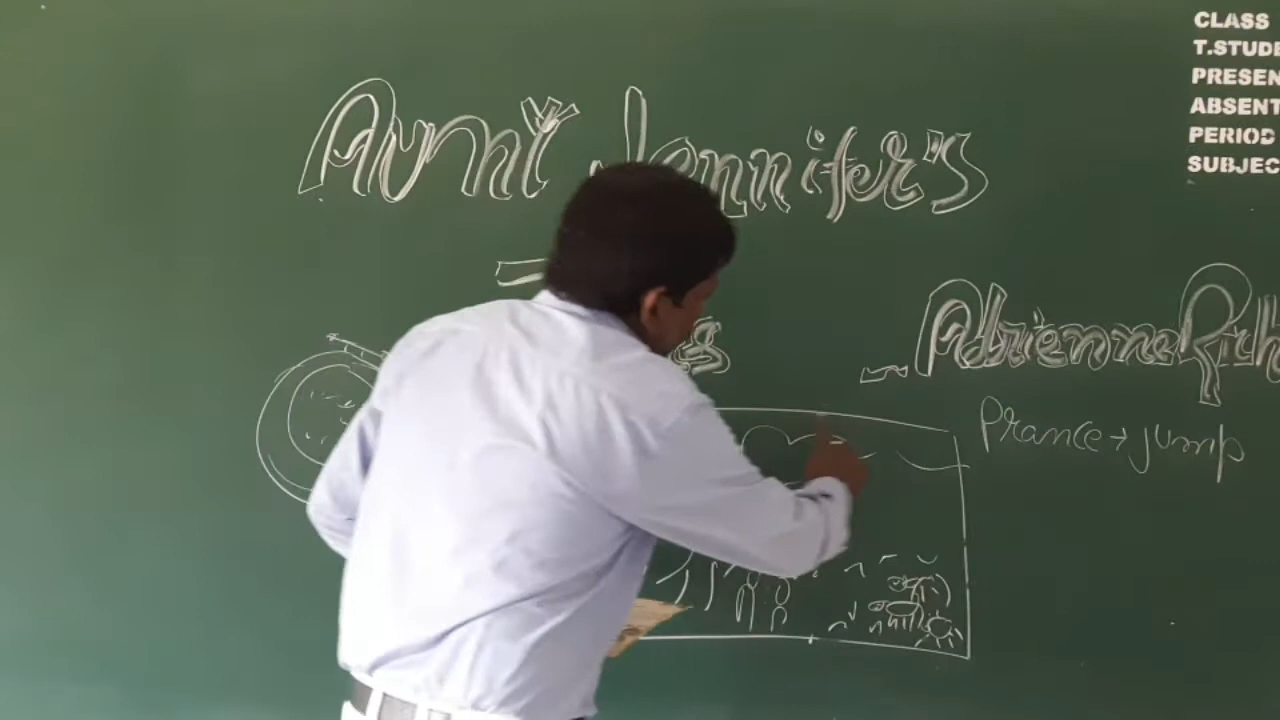 Aunt Jennifer's
CLASS
T.STUDE
PRESEN
ABSENT
PERIOD
SUBJEC
Adrienne Rich
Prance → Jump